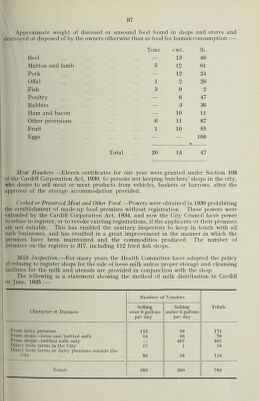 87
Approximate weight of diseased or unsound food found in shops and stores and
destroyed or disposed of by the owners otherwise than as food for human consumption :—
Tons cwt. lb.
Beef — 13 46
Mutton and lamb 5 12 61
Pork — 12 24
Offal 1 2 26
Fish 3 9 2
Poultry — 8 47
Rabbits — 3 36
Ham and bacon — 10 11
Other provisions 6 11 87
Fruit 1 10 55
Eggs — — 100
Total 20 14 47
Meat Hawkers.—Eleven certificates for one year were granted under Section 108
of the Cardiff Corporation Act, 1930, to persons not keeping butchers' shops in the city,
who desire to sell meat or meat products from vehicles, baskets or barrows, after the
approval of the storage accommodation provided.
Cooked or Preserved Meat and Other Food.—Powers were obtained in 1930 prohibiting
the establishment of made-up food premises without registration. These powers were
extended by the Cardiff Corporation Act, 1934, and now the City Council have power
to refuse to register, or to revoke existing registrations, if the applicants or their premises
are not suitable. This has enabled the sanitary inspectors to keep in touch with all
such businesses, and has resulted in a great improvement in the manner in which the
premises have been maintained and the commodities produced. The number of
premises on the register is 317, including 112 fried fish shops.
Milk Inspection.—For many years the Health Committee have adopted the policy
of refusing to register shops for the sale of loose milk unless proper storage and cleansing
facilities for the milk and utensils are provided in conjunction with the shop.
The following is a statement showing the method of milk distribution in Cardiff
in June, 1935 :—
Number of Vendors
Character of Business
Selling over 6 gallons per day
Selling under 6 gallons per day
Totals
From dairy premises 133 38 171
From shops—loose and bottled milk
From shops—bottled milk only 467 467
Direct from farms in the City 17 1 18
Direct from farms or dairy premises outside the
City
Totals